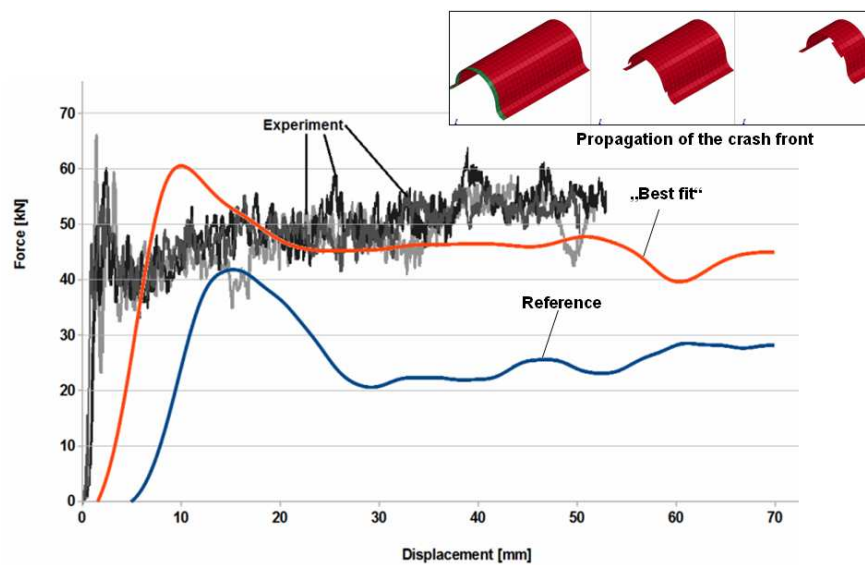 Propagation of the crash front
Experiment
„Best fit“
Reference
Force [kN]
70
60
50
40
30
20
10
0
0 10 20 30 40 50 60 70
Displacement [mm]